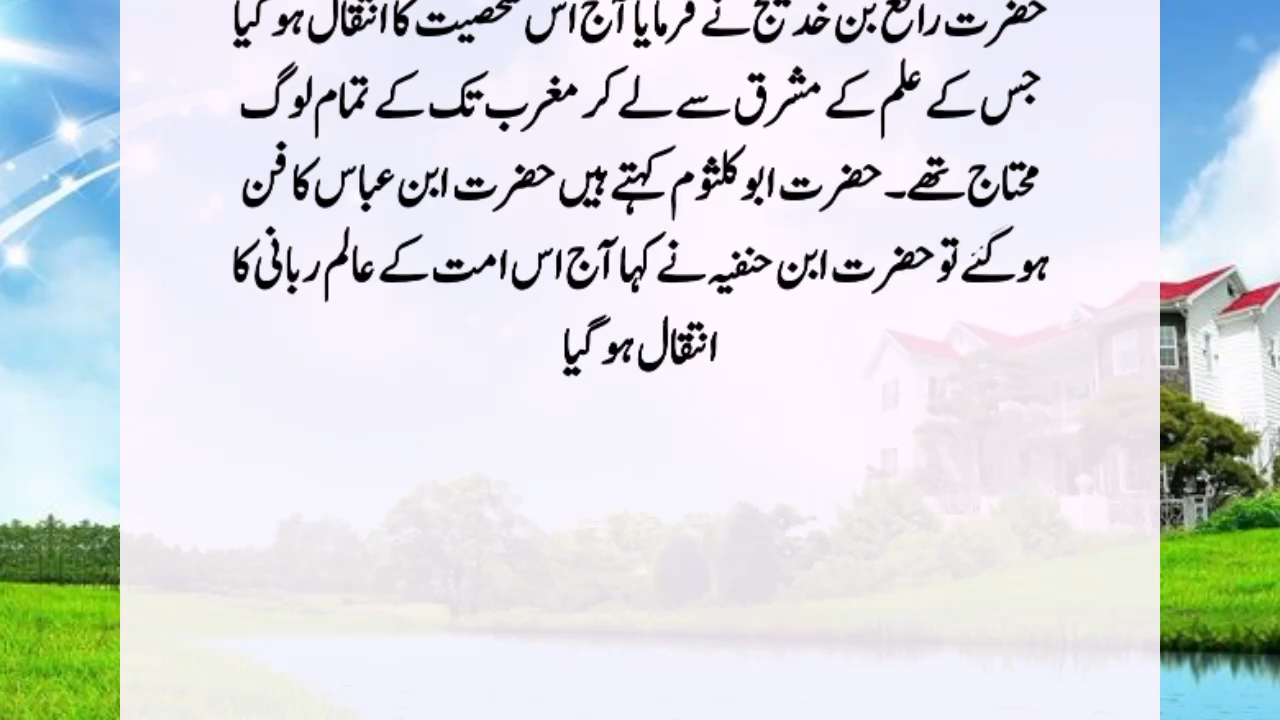 حضرت رافع بن خدیج نے فرمایا آج اس شخصیت کا انتقال ہو گیا
جس کے علم کے مشرق سے لے کر مغرب تک کے تمام لوگ
محتاج تھے۔ حضرت ابو کلثوم کہتے ہیں حضرت ابن عباس کا فن
ہو گئے تو حضرت ابن حنفیہ نے کہا آج اس امت کے عالم ربانی کا
انتقال ہو گیا